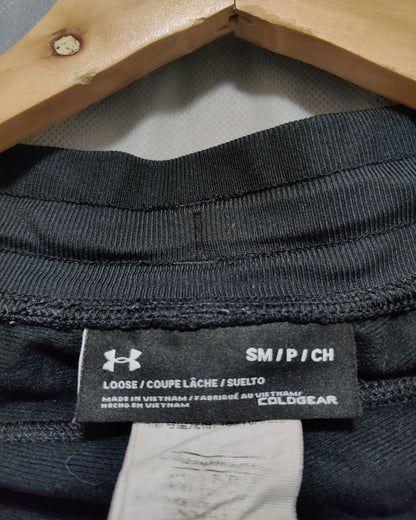 SM/P/CH
LOOSE/COUPE LÂCHE/SUELTO
MADE IN VIETNAM/FABRIQUÉ AU VIETNAM/
HECHO EN VIETNAM
COLDGEAR